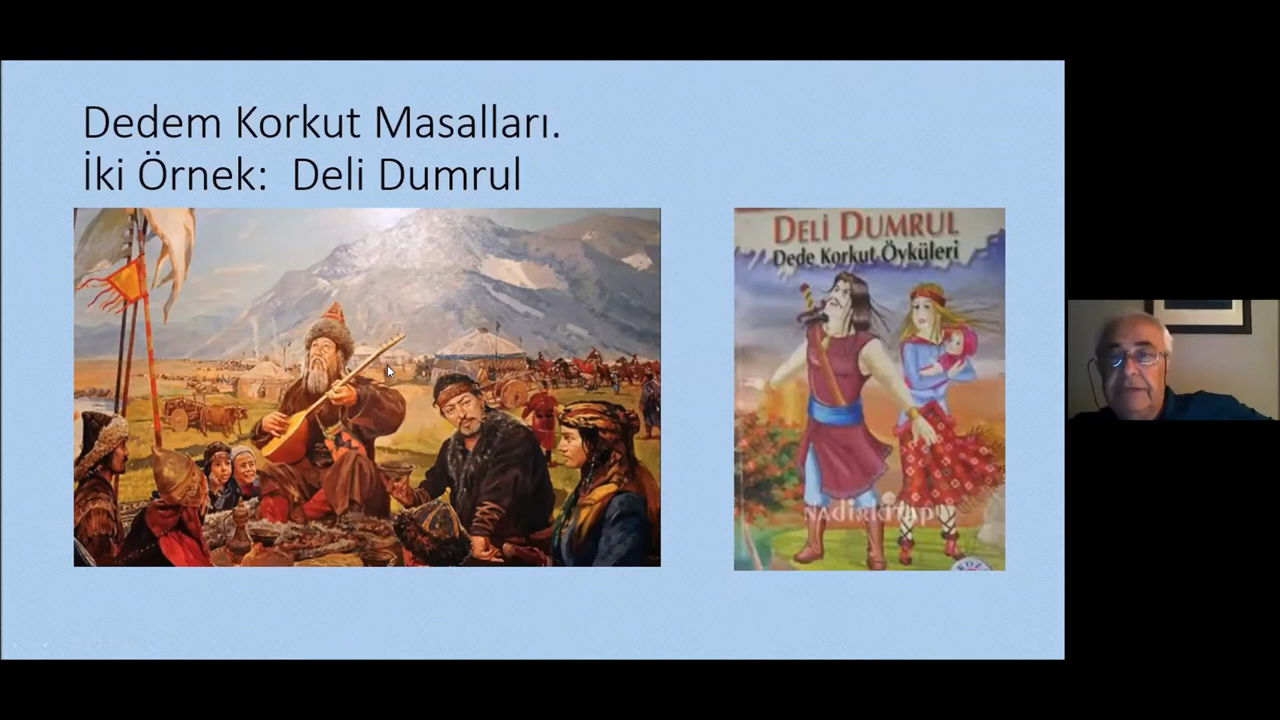 Dedem Korkut Masalları.
İki Örnek:  Deli Dumrul
DELİ DUMRUL
Dede Korkut Öyküleri
NADİRKİTAP